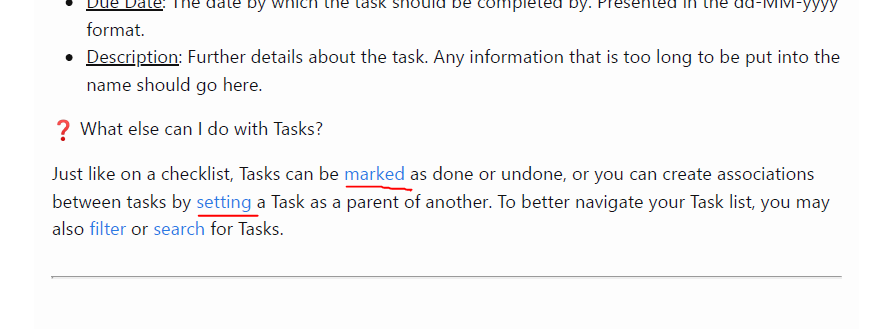 • Due Date: The date by which the task should be completed by. Presented in the dd-MM-yyyy
format.
• Description: Further details about the task. Any information that is too long to be put into the
name should go here.
❓ What else can I do with Tasks?
Just like on a checklist, Tasks can be marked as done or undone, or you can create associations
between tasks by setting a Task as a parent of another. To better navigate your Task list, you may
also filter or search for Tasks.